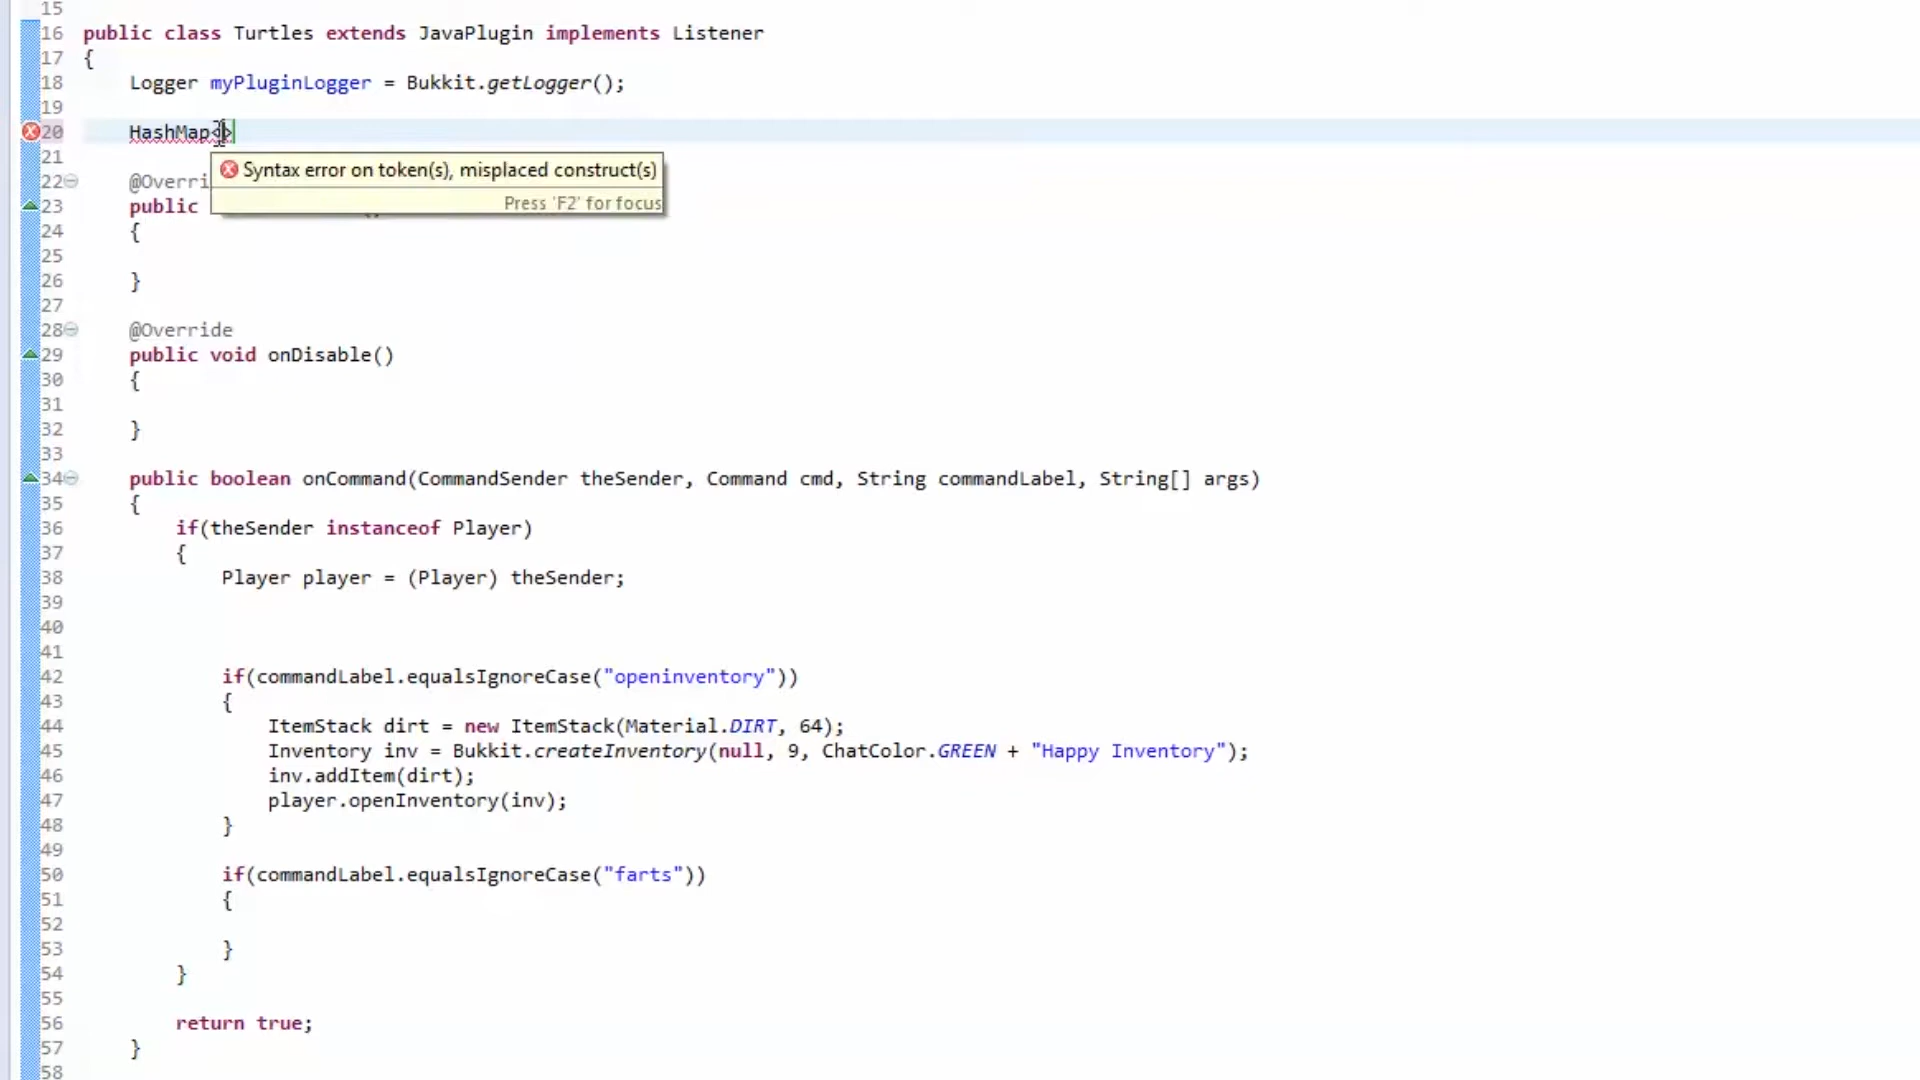 15
16 public class Turtles extends JavaPlugin implements Listener
17 {
18 Logger myPluginLogger = Bukkit.getLogger();
19
20 HashMap<>
Syntax error on token(s), misplaced construct(s)
Press 'F2' for focus
21
22 @Overri
23 public
24 {
25
26 }
27
28 @Override
29 public void onDisable()
30 {
31
32 }
33
34 public boolean onCommand(CommandSender theSender, Command cmd, String commandLabel, String[] args)
35 {
36 if(theSender instanceof Player)
37 {
38 Player player = (Player) theSender;
39
40
41
42 if(commandLabel.equalsIgnoreCase("openinventory"))
43 {
44 ItemStack dirt = new ItemStack(Material.DIRT, 64);
45 Inventory inv = Bukkit.createInventory(null, 9, ChatColor.GREEN + "Happy Inventory");
46 inv.addItem(dirt);
47 player.openInventory(inv);
48 }
49
50 if(commandLabel.equalsIgnoreCase("farts"))
51 {
52
53 }
54 }
55
56 return true;
57 }
58